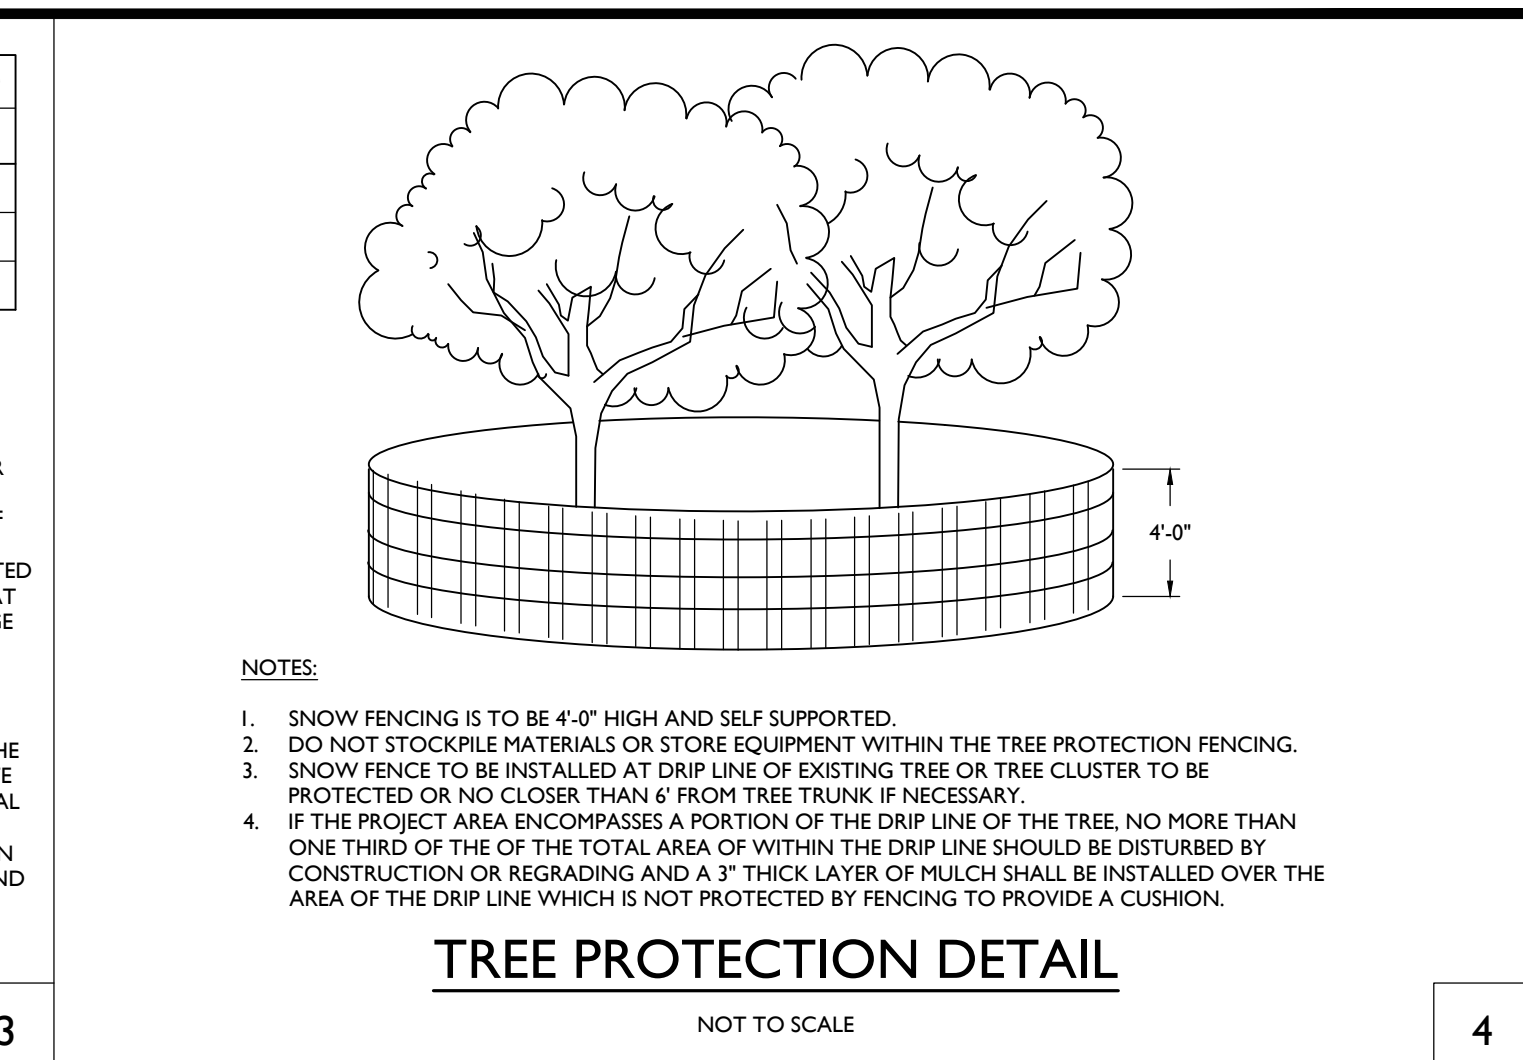 4'-0"
NOTES:
1. SNOW FENCING IS TO BE 4'-0" HIGH AND SELF SUPPORTED.
2. DO NOT STOCKPILE MATERIALS OR STORE EQUIPMENT WITHIN THE TREE PROTECTION FENCING.
3. SNOW FENCE TO BE INSTALLED AT DRIP LINE OF EXISTING TREE OR TREE CLUSTER TO BE
PROTECTED OR NO CLOSER THAN 6' FROM TREE TRUNK IF NECESSARY.
4. IF THE PROJECT AREA ENCOMPASSES A PORTION OF THE DRIP LINE OF THE TREE, NO MORE THAN
ONE THIRD OF THE OF THE TOTAL AREA OF WITHIN THE DRIP LINE SHOULD BE DISTURBED BY
CONSTRUCTION OR REGRADING AND A 3" THICK LAYER OF MULCH SHALL BE INSTALLED OVER THE
AREA OF THE DRIP LINE WHICH IS NOT PROTECTED BY FENCING TO PROVIDE A CUSHION.
TREE PROTECTION DETAIL
NOT TO SCALE
3
4